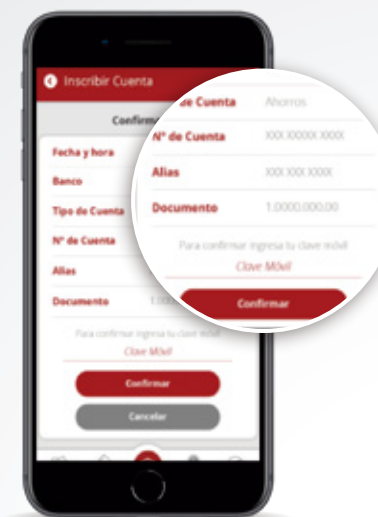 Inscribir Cuenta
Fecha y hora
Banco
Tipo de Cuenta
Nº de Cuenta
Alias
Documento
Para confirmar ingresa tu clave móvil
Clave Móvil
Confirmar
Cancelar
de Cuenta Ahorros
Nº de Cuenta XXX XXXXX XXXX
Alias XXX XXX XXXX
Documento 1.0000.000.00
Para confirmar ingresa tu clave móvil
Clave Móvil
Confirmar